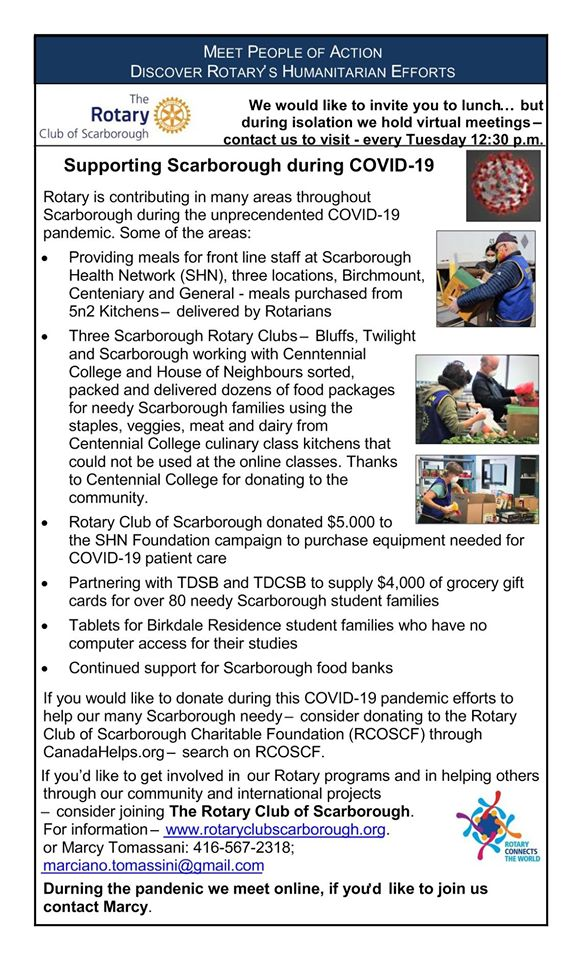 MEET PEOPLE OF ACTION
DISCOVER ROTARY'S HUMANITARIAN EFFORTS
The
Rotary
Club of Scarborough
We would like to invite you to lunch… but
during isolation we hold virtual meetings –
contact us to visit - every Tuesday 12:30 p.m.
Supporting Scarborough during COVID-19
Rotary is contributing in many areas throughout
Scarborough during the unprecendented COVID-19
pandemic. Some of the areas:
• Providing meals for front line staff at Scarborough
Health Network (SHN), three locations, Birchmount,
Centeniary and General - meals purchased from
5n2 Kitchens – delivered by Rotarians
• Three Scarborough Rotary Clubs – Bluffs, Twilight
and Scarborough working with Cenntennial
College and House of Neighbours sorted,
packed and delivered dozens of food packages
for needy Scarborough families using the
staples, veggies, meat and dairy from
Centennial College culinary class kitchens that
could not be used at the online classes. Thanks
to Centennial College for donating to the
community.
• Rotary Club of Scarborough donated $5.000 to
the SHN Foundation campaign to purchase equipment needed for
COVID-19 patient care
• Partnering with TDSB and TDCSB to supply $4,000 of grocery gift
cards for over 80 needy Scarborough student families
• Tablets for Birkdale Residence student families who have no
computer access for their studies
• Continued support for Scarborough food banks
If you would like to donate during this COVID-19 pandemic efforts to
help our many Scarborough needy – consider donating to the Rotary
Club of Scarborough Charitable Foundation (RCOSCF) through
CanadaHelps.org – search on RCOSCF.
If you'd like to get involved in our Rotary programs and in helping others
through our community and international projects
– consider joining The Rotary Club of Scarborough.
For information – www.rotaryclubscarborough.org.
or Marcy Tomassani: 416-567-2318;
marciano.tomassini@gmail.com
ROTARY
CONNECTS
THE WORLD
Durning the pandenic we meet online, if you'd like to join us
contact Marcy.